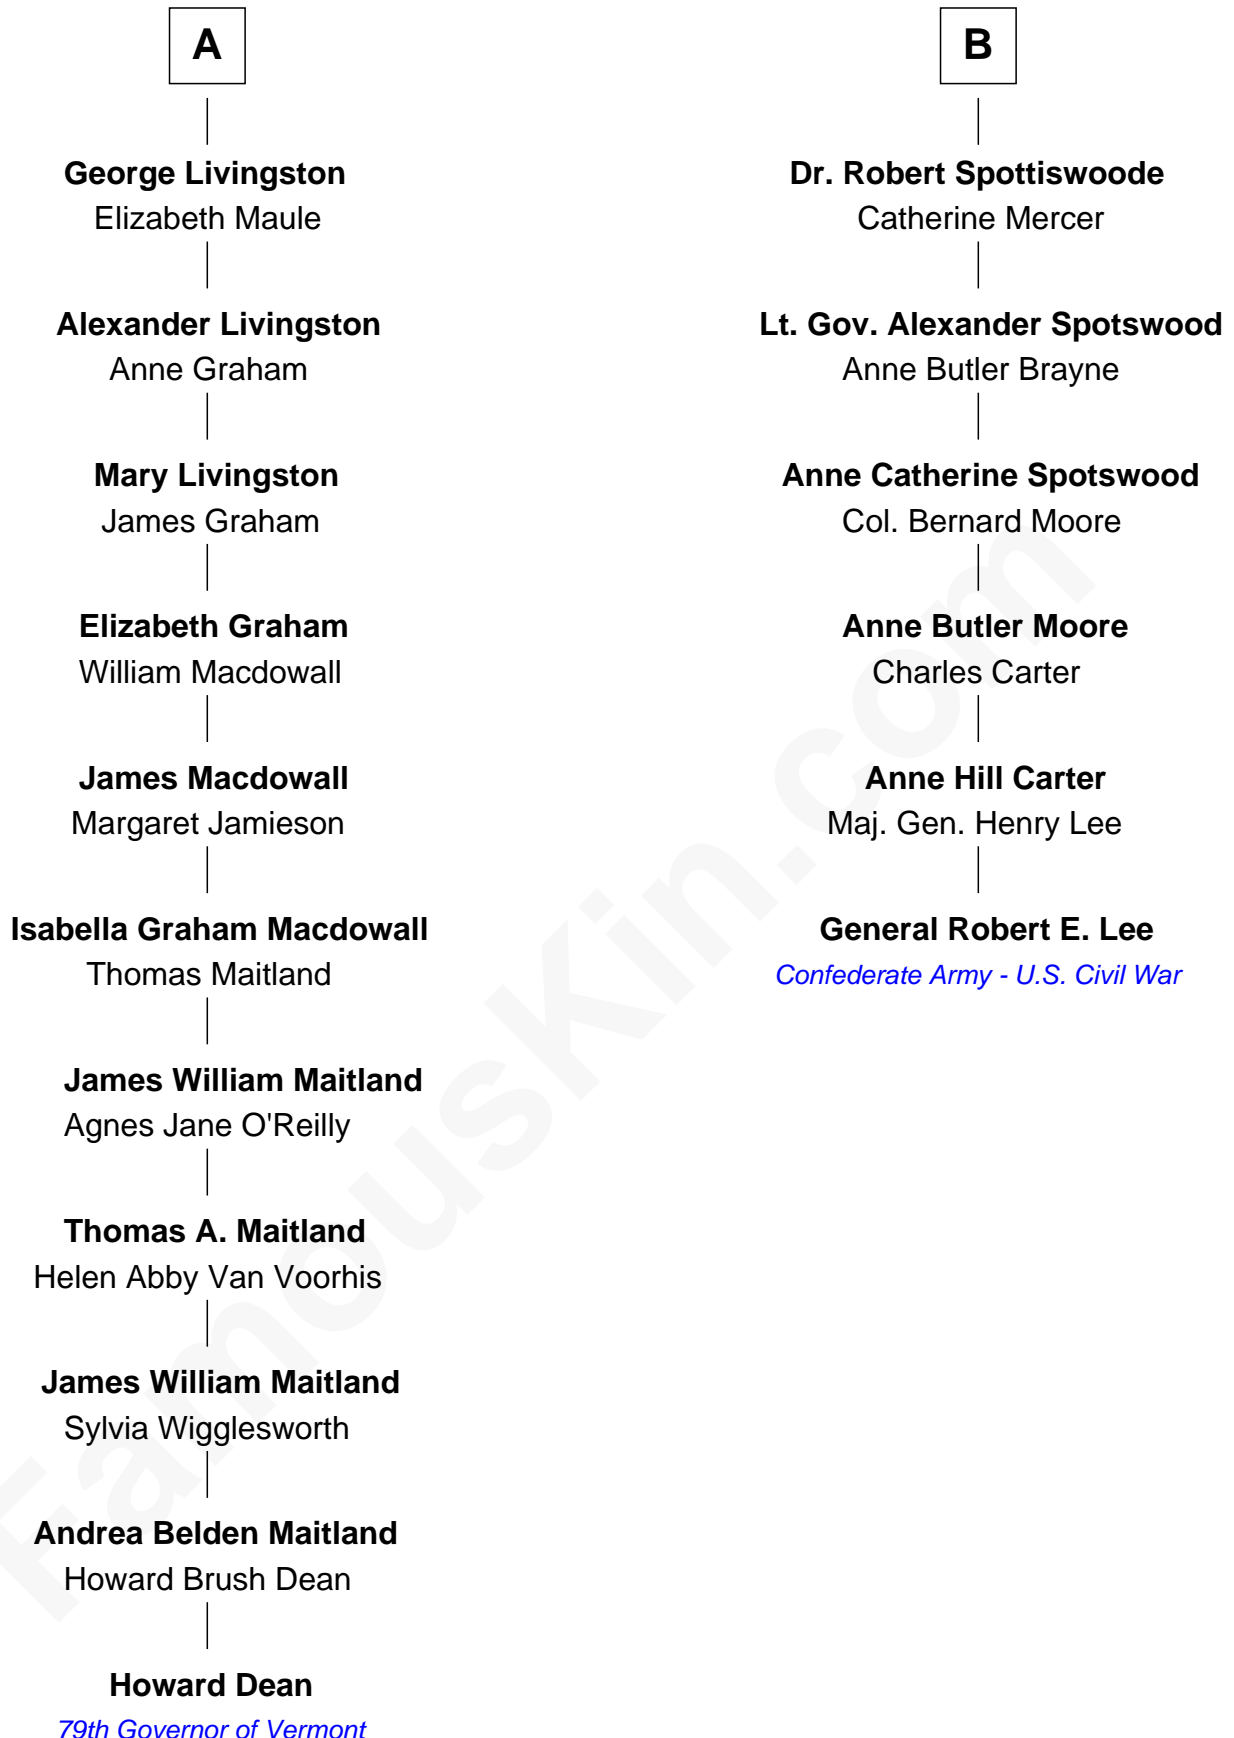 A
George Livingston
Elizabeth Maule
Alexander Livingston
Anne Graham
Mary Livingston
James Graham
Elizabeth Graham
William Macdowall
James Macdowall
Margaret Jamieson
Isabella Graham Macdowall
Thomas Maitland
James William Maitland
Agnes Jane O'Reilly
Thomas A. Maitland
Helen Abby Van Voorhis
James William Maitland
Sylvia Wigglesworth
Andrea Belden Maitland
Howard Brush Dean
Howard Dean
79th Governor of Vermont
B
Dr. Robert Spottiswoode
Catherine Mercer
Lt. Gov. Alexander Spotswood
Anne Butler Brayne
Anne Catherine Spotswood
Col. Bernard Moore
Anne Butler Moore
Charles Carter
Anne Hill Carter
Maj. Gen. Henry Lee
General Robert E. Lee
Confederate Army - U.S. Civil War
FamousKin.com